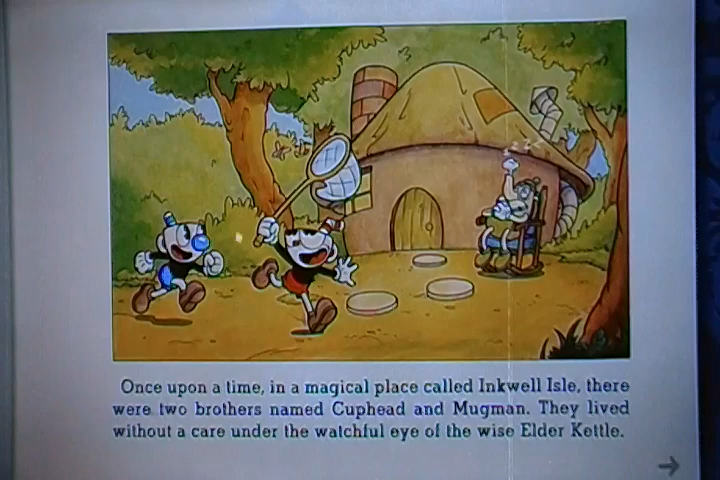 Once upon a time, in a magical place called Inkwell Isle, there
were two brothers named Cuphead and Mugman. They lived
without a care under the watchful eye of the wise Elder Kettle.